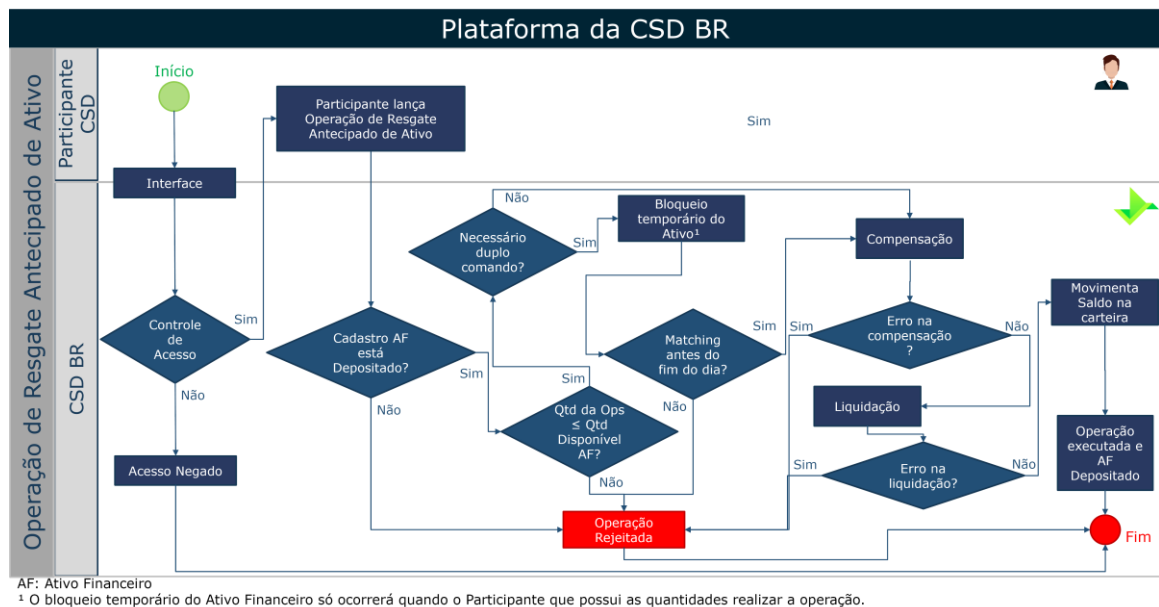 Plataforma da CSD BR
Operação de Resgate Antecipado de Ativo
Participante
CSD
CSD BR
Início
Participante lança
Operação de Resgate
Antecipado de Ativo
Sim
Interface
Controle
de
Acesso
Sim
Não
Acesso Negado
Cadastro AF
está
Depositado?
Sim
Não
Qtd da Ops
≤ Qtd
Disponível
AF?
Sim
Não
Necessário
duplo
comando?
Não
Sim
Bloqueio
temporário do
Ativo¹
Matching
antes do
fim do dia?
Sim
Não
Compensação
Erro na
compensação
?
Sim
Não
Liquidação
Erro na
liquidação?
Sim
Não
Movimenta
Saldo na
carteira
Operação
executada e
AF
Depositado
Operação
Rejeitada
Fim
AF: Ativo Financeiro
¹ O bloqueio temporário do Ativo Financeiro só ocorrerá quando o Participante que possui as quantidades realizar a operação.